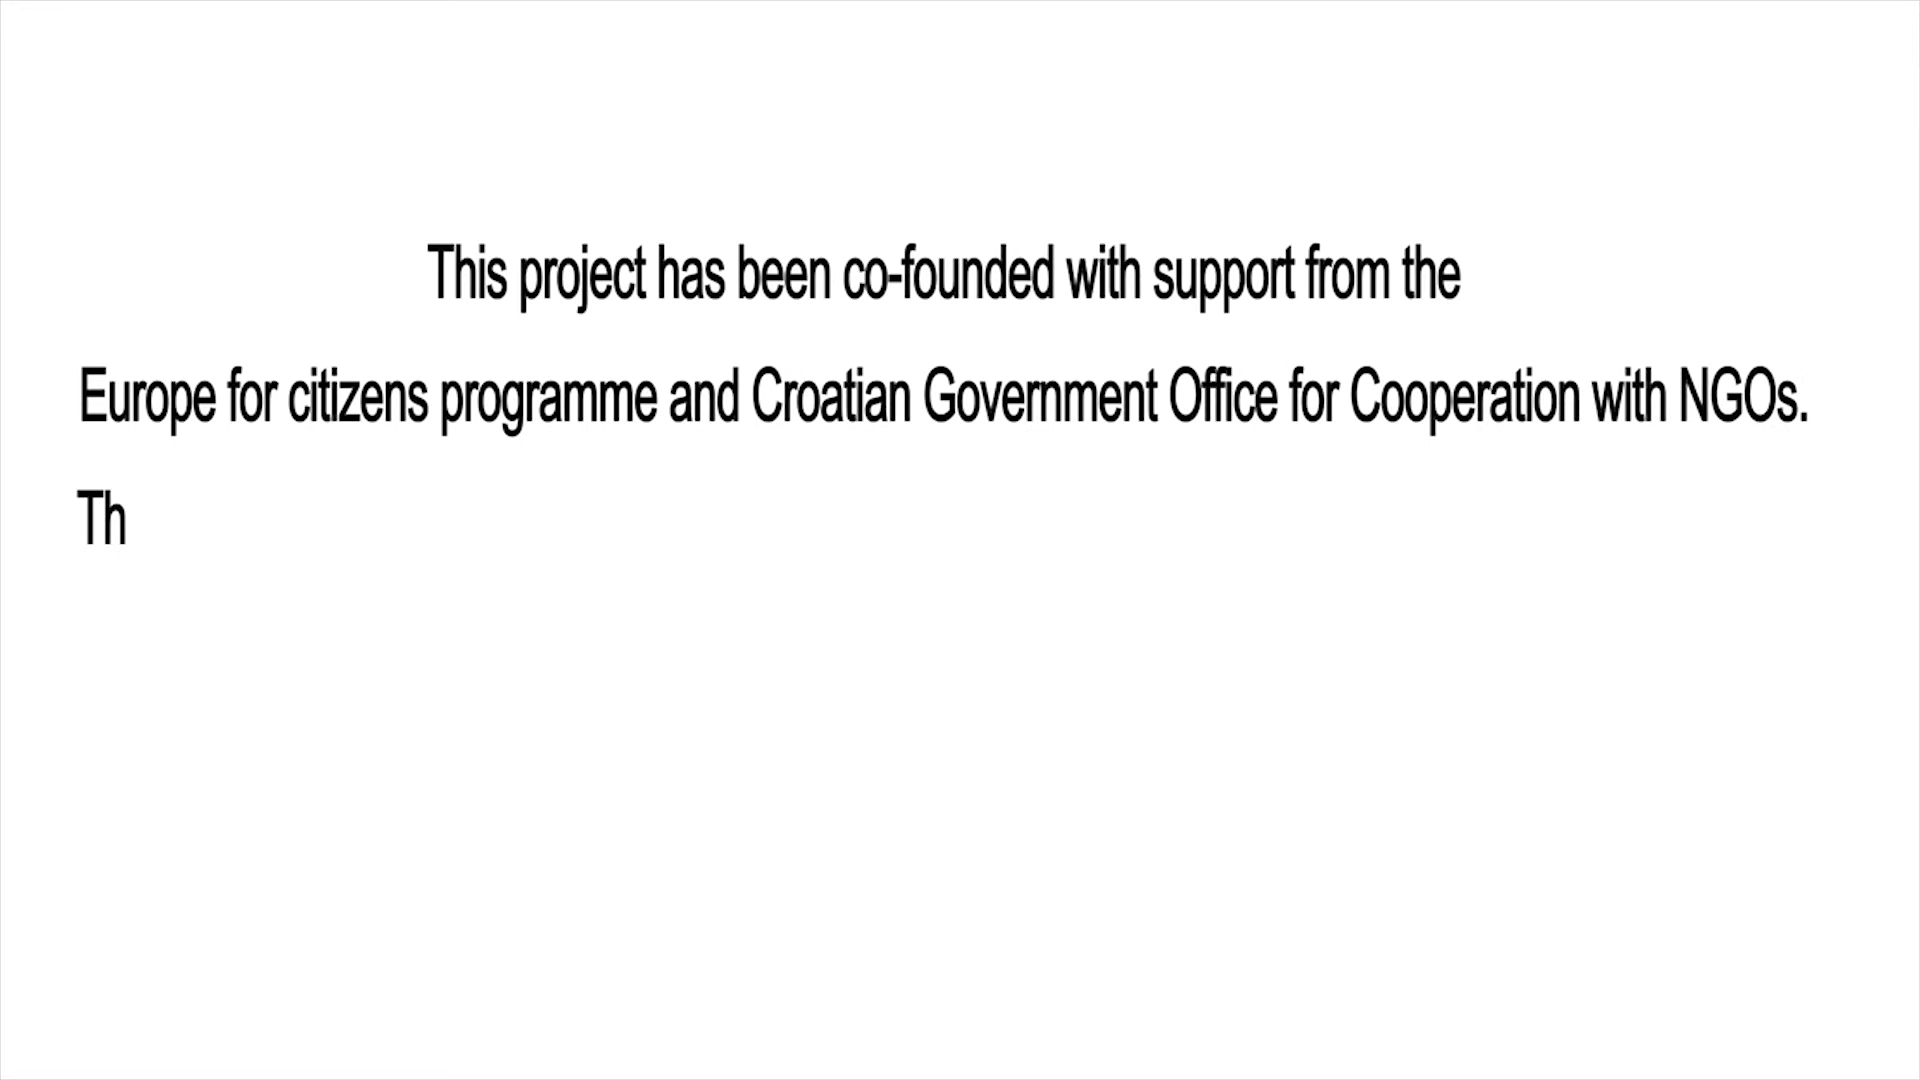 This project has been co-founded with support from the
Europe for citizens programme and Croatian Government Office for Cooperation with NGOs.
Th